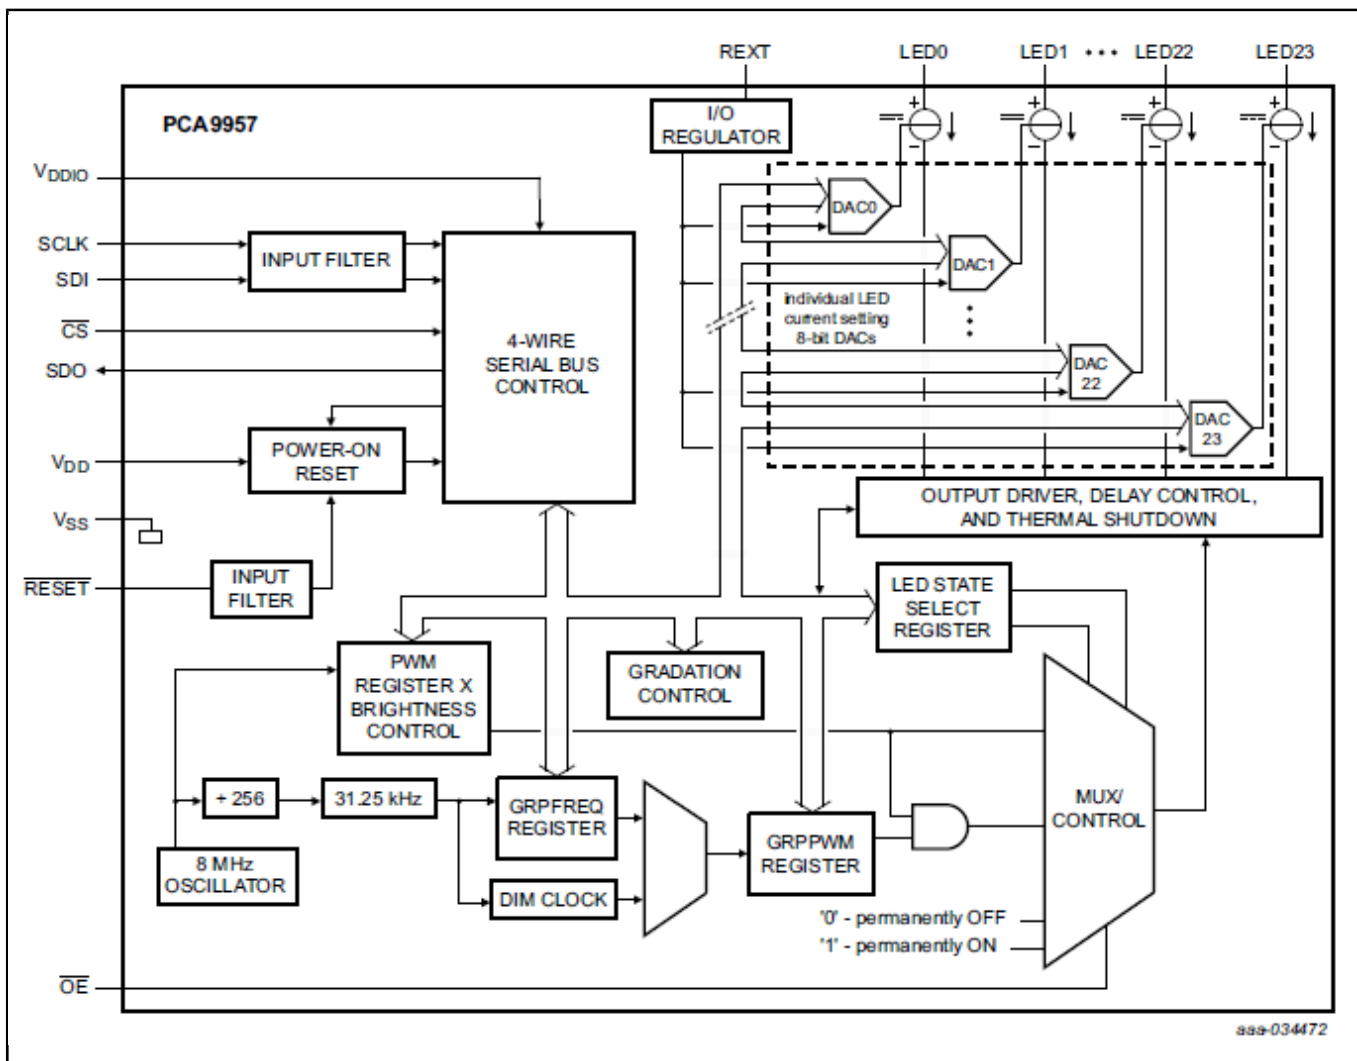 REXT
LED0
LED1
LED22
LED23
PCA9957
I/O
REGULATOR
VDDIO
SCLK
SDI
CS
SDO
VDD
VSS
RESET
OE
INPUT FILTER
4-WIRE
SERIAL BUS
CONTROL
POWER-ON
RESET
INPUT
FILTER
DAC0
DAC1
individual LED
current setting
8-bit DACs
DAC
22
DAC
23
OUTPUT DRIVER, DELAY CONTROL,
AND THERMAL SHUTDOWN
LED STATE
SELECT
REGISTER
PWM
REGISTER X
BRIGHTNESS
CONTROL
GRADATION
CONTROL
÷ 256
31.25 kHz
8 MHz
OSCILLATOR
GRPFREQ
REGISTER
DIM CLOCK
GRPPWM
REGISTER
MUX/
CONTROL
'0' - permanently OFF
'1' - permanently ON
aaa-034472